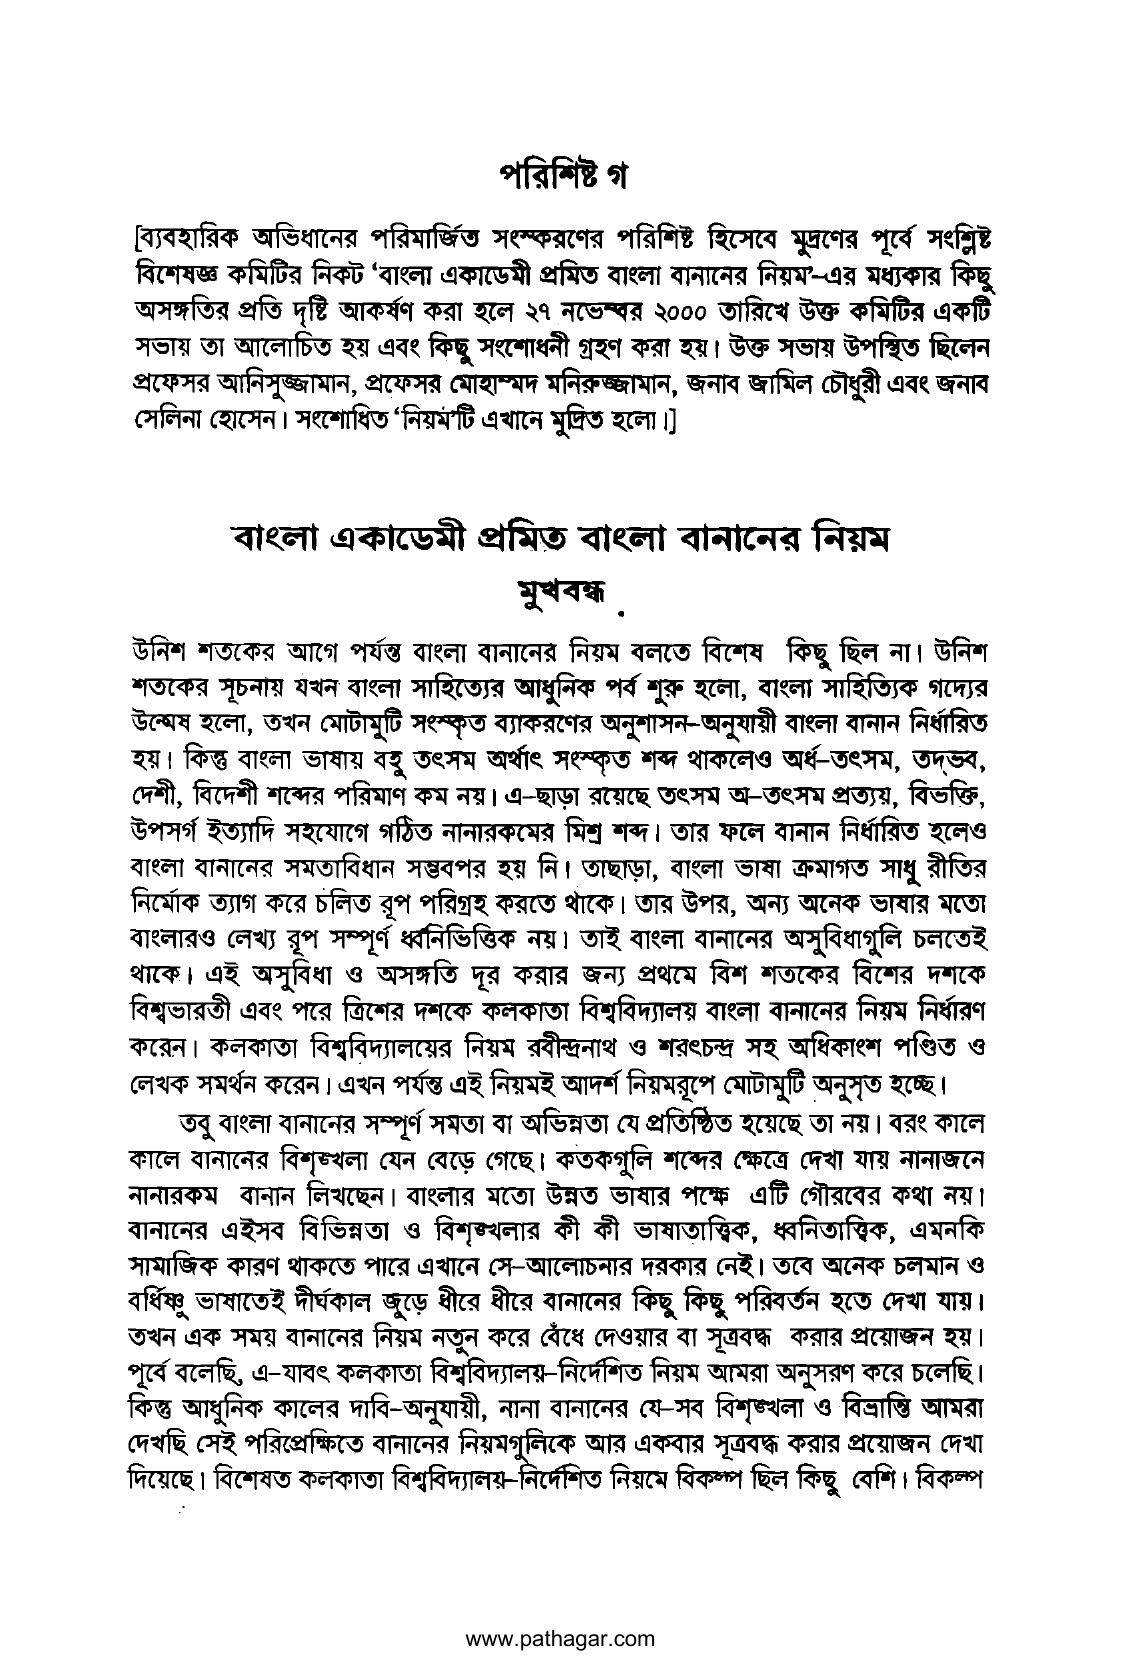 পরিশিষ্ট গ
[ব্যবহারিক অভিধানের পরিমার্জিত সংস্করণের পরিশিষ্ট হিসেবে মুদ্রণের পূর্বে সংশ্লিষ্ট
বিশেষজ্ঞ কমিটির নিকট ‘বাংলা একাডেমী প্রমিত বাংলা বানানের নিয়ম’–এর মধ্যকার কিছু
অসঙ্গতির প্রতি দৃষ্টি আকর্ষণ করা হলে ২৭ নভেম্বর ২০০০ তারিখে উক্ত কমিটির একটি
সভায় তা আলোচিত হয় এবং কিছু সংশোধনী গ্রহণ করা হয়। উক্ত সভায় উপস্থিত ছিলেন
প্রফেসর আনিসুজ্জামান, প্রফেসর মোহাম্মদ মনিরুজ্জামান, জনাব জামিল চৌধুরী এবং জনাব
সেলিনা হোসেন। সংশোধিত ‘নিয়ম’টি এখানে মুদ্রিত হলো।]
বাংলা একাডেমী প্রমিত বাংলা বানানের নিয়ম
মুখবন্ধ
উনিশ শতকের আগে পর্যন্ত বাংলা বানানের নিয়ম বলতে বিশেষ কিছু ছিল না। উনিশ
শতকের সূচনায় যখন বাংলা সাহিত্যের আধুনিক পর্ব শুরু হলো, বাংলা সাহিত্যিক গদ্যের
উন্মেষ হলো, তখন মোটামুটি সংস্কৃত ব্যাকরণের অনুশাসন–অনুযায়ী বাংলা বানান নির্ধারিত
হয়। কিন্তু বাংলা ভাষায় বহু তৎসম অর্থাৎ সংস্কৃত শব্দ থাকলেও অর্ধ–তৎসম, তদ্ভব,
দেশী, বিদেশী শব্দের পরিমাণ কম নয়। এ–ছাড়া রয়েছে তৎসম অ–তৎসম প্রত্যয়, বিভক্তি,
উপসর্গ ইত্যাদি সহযোগে গঠিত নানারকমের মিশ্র শব্দ। তার ফলে বানান নির্ধারিত হলেও
বাংলা বানানের সমতাবিধান সম্ভবপর হয় নি। তাছাড়া, বাংলা ভাষা ক্রমাগত সাধু রীতির
নির্মোক ত্যাগ করে চলিত রূপ পরিগ্রহ করতে থাকে। তার উপর, অন্য অনেক ভাষার মতো
বাংলারও লেখ্য রূপ সম্পূর্ণ ধ্বনিভিত্তিক নয়। তাই বাংলা বানানের অসুবিধাগুলি চলতেই
থাকে। এই অসুবিধা ও অসঙ্গতি দূর করার জন্য প্রথমে বিশ শতকের বিশের দশকে
বিশ্বভারতী এবং পরে ত্রিশের দশকে কলকাতা বিশ্ববিদ্যালয় বাংলা বানানের নিয়ম নির্ধারণ
করেন। কলকাতা বিশ্ববিদ্যালয়ের নিয়ম রবীন্দ্রনাথ ও শরৎচন্দ্র সহ অধিকাংশ পণ্ডিত ও
লেখক সমর্থন করেন। এখন পর্যন্ত এই নিয়মই আদর্শ নিয়মরূপে মোটামুটি অনুসৃত হচ্ছে।
তবু বাংলা বানানের সম্পূর্ণ সমতা বা অভিন্নতা যে প্রতিষ্ঠিত হয়েছে তা নয়। বরং কালে
কালে বানানের বিশৃঙ্খলা যেন বেড়ে গেছে। কতকগুলি শব্দের ক্ষেত্রে দেখা যায় নানাজনে
নানারকম বানান লিখছেন। বাংলার মতো উন্নত ভাষার পক্ষে এটি গৌরবের কথা নয়।
বানানের এইসব বিভিন্নতা ও বিশৃঙ্খলার কী কী ভাষাতাত্ত্বিক, ধ্বনিতাত্ত্বিক, এমনকি
সামাজিক কারণ থাকতে পারে এখানে সে–আলোচনার দরকার নেই। তবে অনেক চলমান ও
বর্ধিষ্ণু ভাষাতেই দীর্ঘকাল জুড়ে ধীরে ধীরে বানানের কিছু কিছু পরিবর্তন হতে দেখা যায়।
তখন এক সময় বানানের নিয়ম নতুন করে বেঁধে দেওয়ার বা সূত্রবদ্ধ করার প্রয়োজন হয়।
পূর্বে বলেছি, এ–যাবৎ কলকাতা বিশ্ববিদ্যালয়–নির্দেশিত নিয়ম আমরা অনুসরণ করে চলেছি।
কিন্তু আধুনিক কালের দাবি–অনুযায়ী, নানা বানানের যে–সব বিশৃঙ্খলা ও বিভ্রান্তি আমরা
দেখছি সেই পরিপ্রেক্ষিতে বানানের নিয়মগুলিকে আর একবার সূত্রবদ্ধ করার প্রয়োজন দেখা
দিয়েছে। বিশেষত কলকাতা বিশ্ববিদ্যালয়–নির্দেশিত নিয়মে বিকল্প ছিল কিছু বেশি। বিকল্প
www.pathagar.com